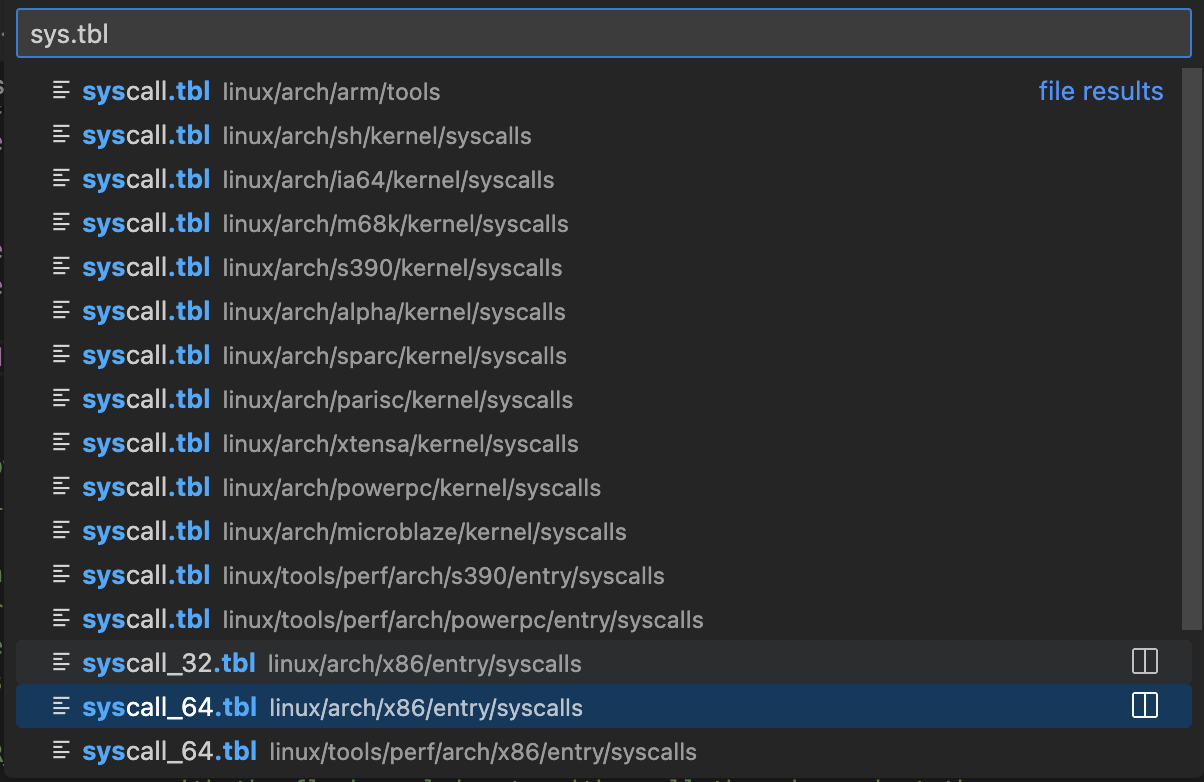 sys.tbl
syscall.tbl linux/arch/arm/tools file results
syscall.tbl linux/arch/sh/kernel/syscalls
syscall.tbl linux/arch/ia64/kernel/syscalls
syscall.tbl linux/arch/m68k/kernel/syscalls
syscall.tbl linux/arch/s390/kernel/syscalls
syscall.tbl linux/arch/alpha/kernel/syscalls
syscall.tbl linux/arch/sparc/kernel/syscalls
syscall.tbl linux/arch/parisc/kernel/syscalls
syscall.tbl linux/arch/xtensa/kernel/syscalls
syscall.tbl linux/arch/powerpc/kernel/syscalls
syscall.tbl linux/arch/microblaze/kernel/syscalls
syscall.tbl linux/tools/perf/arch/s390/entry/syscalls
syscall.tbl linux/tools/perf/arch/powerpc/entry/syscalls
syscall_32.tbl linux/arch/x86/entry/syscalls
syscall_64.tbl linux/arch/x86/entry/syscalls
syscall_64.tbl linux/tools/perf/arch/x86/entry/syscalls